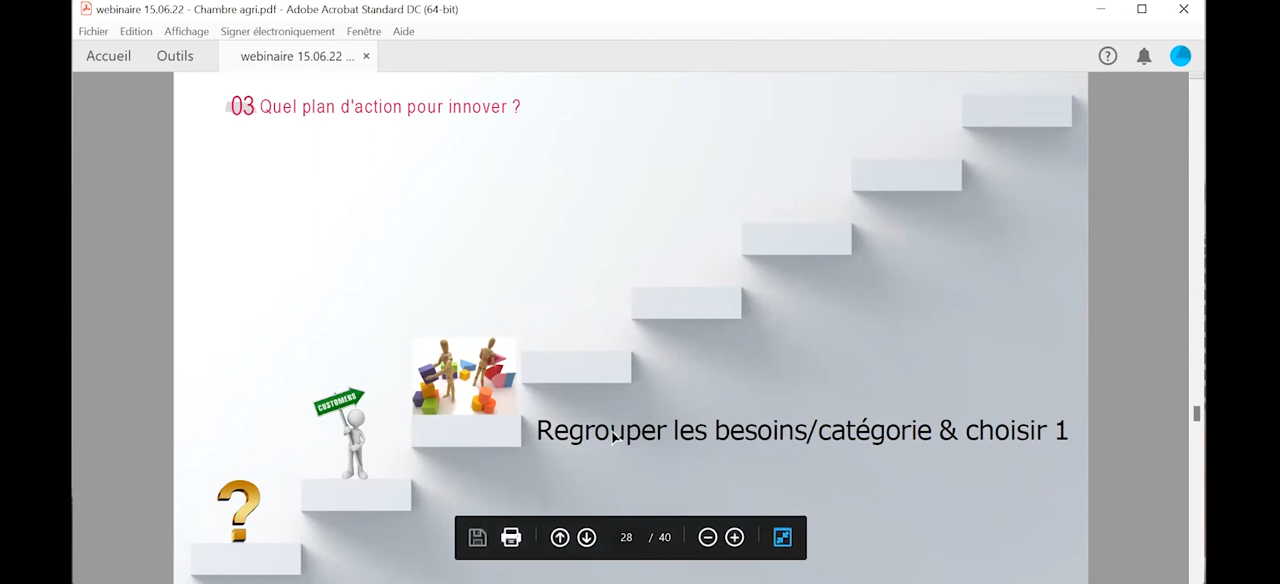 webinaire 15.06.22 - Chambre agri.pdf - Adobe Acrobat Standard DC (64-bit)
Fichier Edition Affichage Signer électroniquement Fenêtre Aide
Accueil Outils webinaire 15.06.22 ... ×
03 Quel plan d'action pour innover ?
CUSTOMERS
Regrouper les besoins/catégorie & choisir 1
?
28 / 40